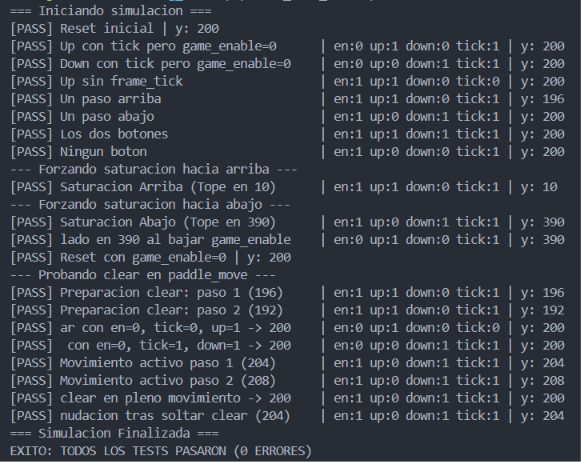 === Iniciando simulacion ===
[PASS] Reset inicial | y: 200
[PASS] Up con tick pero game_enable=0     | en:0 up:1 down:0 tick:1 | y: 200
[PASS] Down con tick pero game_enable=0   | en:0 up:0 down:1 tick:1 | y: 200
[PASS] Up sin frame_tick                  | en:1 up:1 down:0 tick:0 | y: 200
[PASS] Un paso arriba                     | en:1 up:1 down:0 tick:1 | y: 196
[PASS] Un paso abajo                      | en:1 up:0 down:1 tick:1 | y: 200
[PASS] Los dos botones                    | en:1 up:1 down:1 tick:1 | y: 200
[PASS] Ningun boton                       | en:1 up:0 down:0 tick:1 | y: 200
--- Forzando saturacion hacia arriba ---
[PASS] Saturacion Arriba (Tope en 10)     | en:1 up:1 down:0 tick:1 | y: 10
--- Forzando saturacion hacia abajo ---
[PASS] Saturacion Abajo (Tope en 390)     | en:1 up:0 down:1 tick:1 | y: 390
[PASS] lado en 390 al bajar game_enable   | en:0 up:1 down:0 tick:1 | y: 390
[PASS] Reset con game_enable=0 | y: 200
--- Probando clear en paddle_move ---
[PASS] Preparacion clear: paso 1 (196)    | en:1 up:1 down:0 tick:1 | y: 196
[PASS] Preparacion clear: paso 2 (192)    | en:1 up:1 down:0 tick:1 | y: 192
[PASS] ar con en=0, tick=0, up=1 -> 200   | en:0 up:1 down:0 tick:0 | y: 200
[PASS]  con en=0, tick=1, down=1 -> 200   | en:0 up:0 down:1 tick:1 | y: 200
[PASS] Movimiento activo paso 1 (204)     | en:1 up:0 down:1 tick:1 | y: 204
[PASS] Movimiento activo paso 2 (208)     | en:1 up:0 down:1 tick:1 | y: 208
[PASS] clear en pleno movimiento -> 200   | en:1 up:0 down:1 tick:1 | y: 200
[PASS] nudacion tras soltar clear (204)   | en:1 up:0 down:1 tick:1 | y: 204
=== Simulacion Finalizada ===
EXITO: TODOS LOS TESTS PASARON (0 ERRORES)